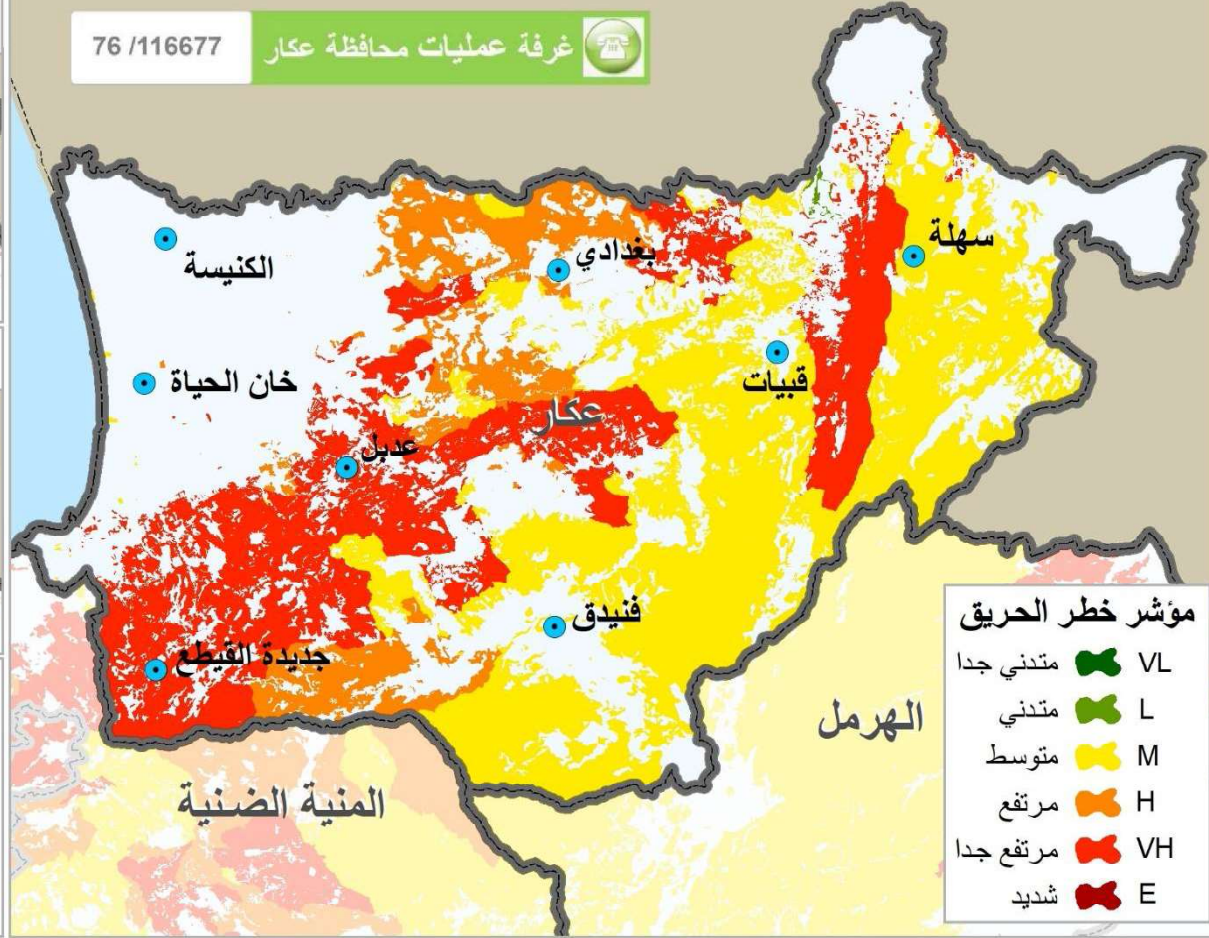 غرفة عمليات محافظة عكار 76 /116677
سهلة
الكنيسة
بغدادي
قبيات
خان الحياة
عكار
عدبل
فنيدق
جديدة القيطع
الهرمل
المنية الضنية
مؤشر خطر الحريق
VL متدني جدا
L متدني
M متوسط
H مرتفع
VH مرتفع جدا
E شديد